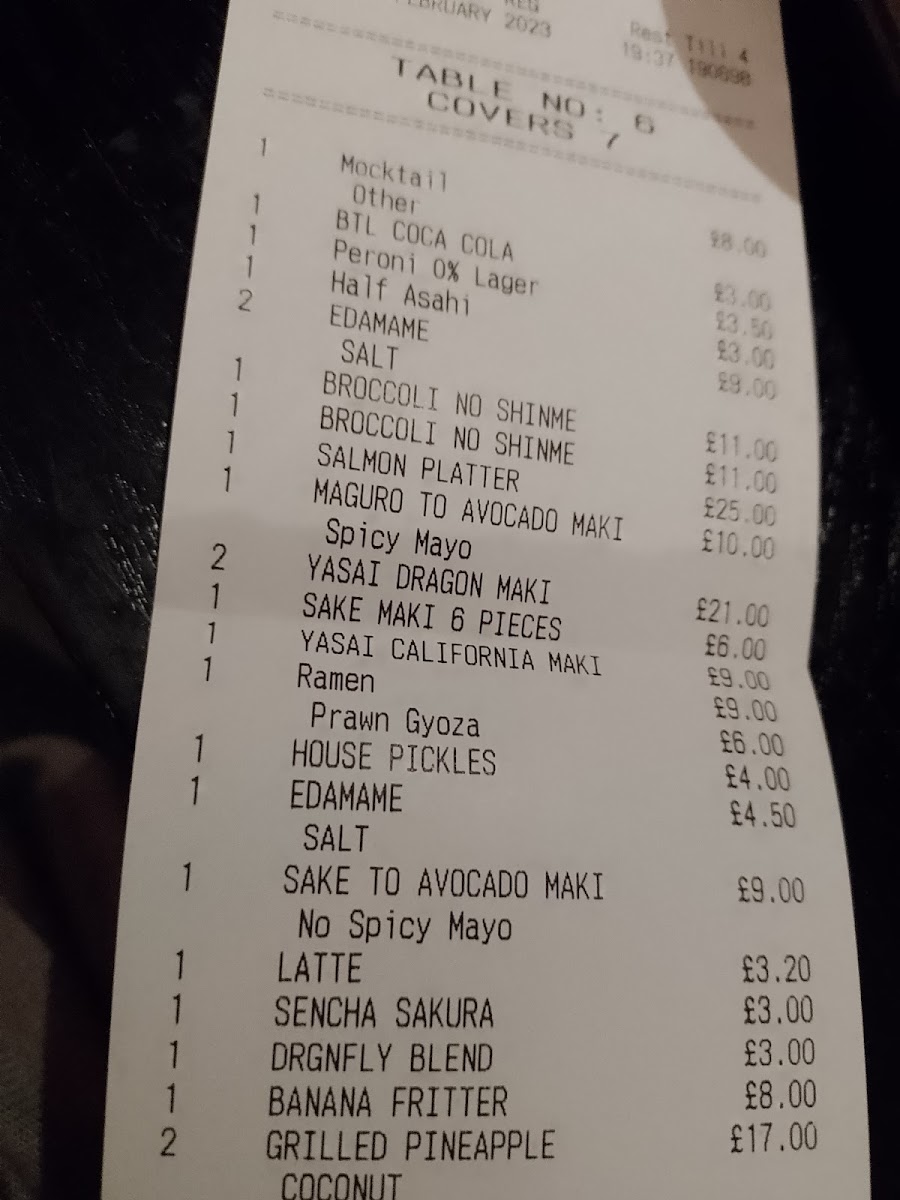 FEBRUARY 2023 Rest Till 4
19:37 190698
TABLE NO: 6
COVERS 7
1 Mocktail £8.00
Other
1 BTL COCA COLA £3.00
1 Peroni 0% Lager £3.50
1 Half Asahi £3.00
2 EDAMAME £9.00
SALT
1 BROCCOLI NO SHINME £11.00
1 BROCCOLI NO SHINME £11.00
1 SALMON PLATTER £25.00
1 MAGURO TO AVOCADO MAKI £10.00
Spicy Mayo
2 YASAI DRAGON MAKI £21.00
1 SAKE MAKI 6 PIECES £6.00
1 YASAI CALIFORNIA MAKI £9.00
1 Ramen £9.00
Prawn Gyoza £6.00
1 HOUSE PICKLES £4.00
1 EDAMAME £4.50
SALT
1 SAKE TO AVOCADO MAKI £9.00
No Spicy Mayo
1 LATTE £3.20
1 SENCHA SAKURA £3.00
1 DRGNFLY BLEND £3.00
1 BANANA FRITTER £8.00
2 GRILLED PINEAPPLE £17.00
COCONUT